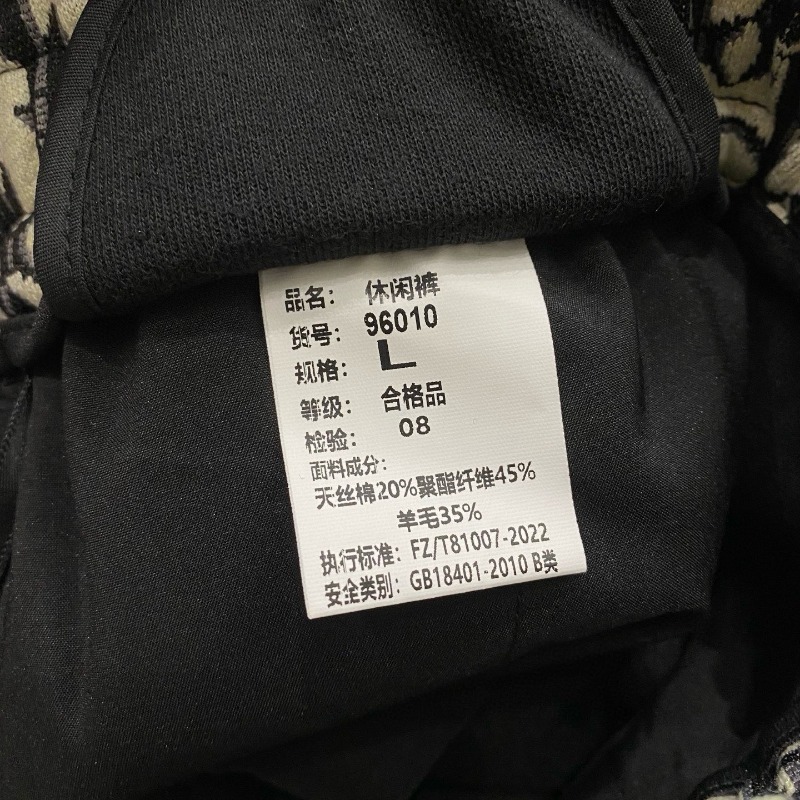 品名： 休闲裤
货号： 96010
规格： L
等级： 合格品
检验： 08
面料成分：
天丝棉20%聚酯纤维45%
羊毛35%
执行标准：FZ/T81007-2022
安全类别：GB18401-2010 B类